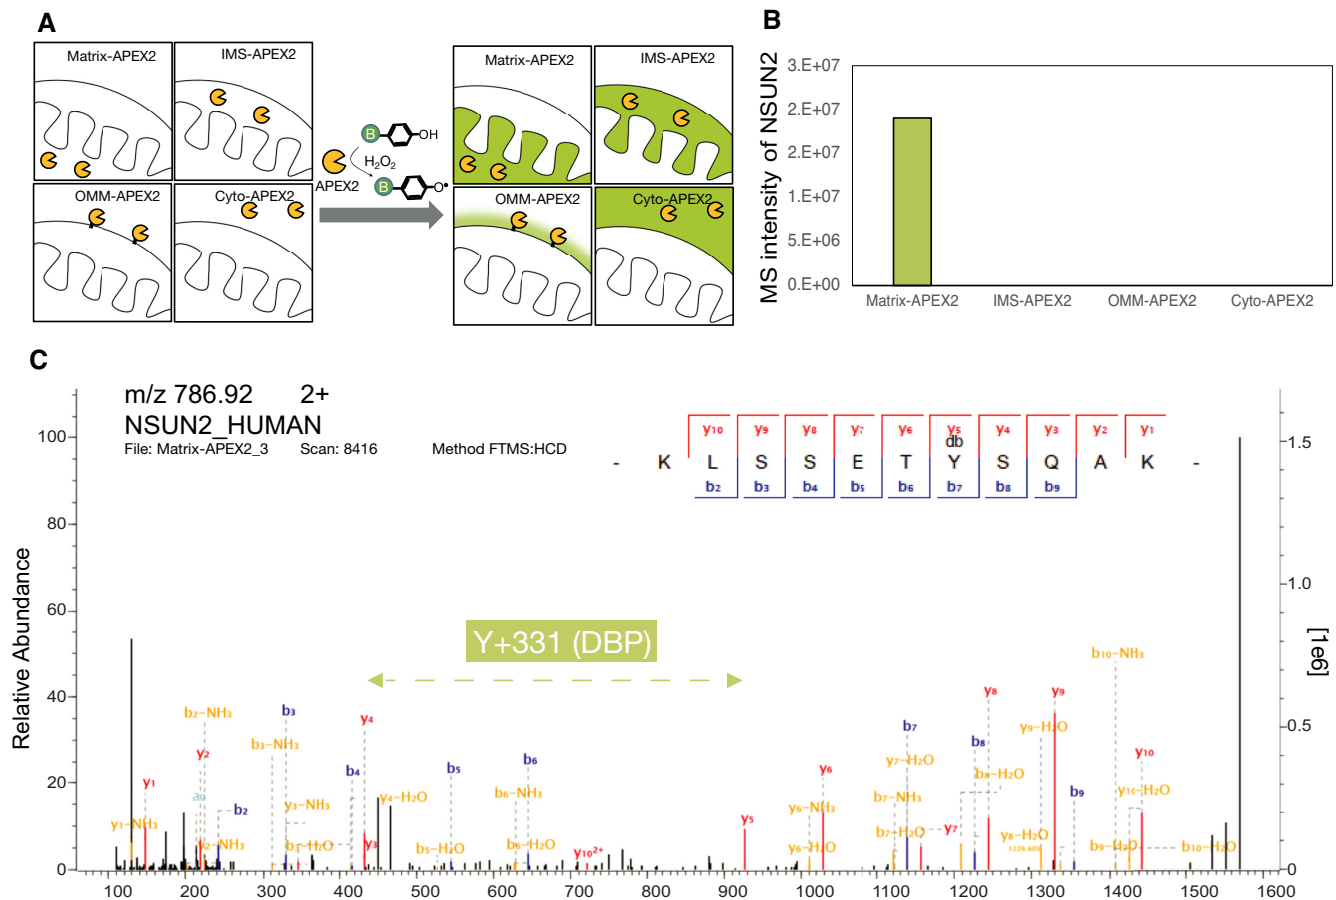 A
Matrix-APEX2
IMS-APEX2
OMM-APEX2
Cyto-APEX2
B
OH
H₂O₂
APEX2
B
O•
Matrix-APEX2
IMS-APEX2
OMM-APEX2
Cyto-APEX2
B
MS intensity of NSUN2
3.E+07
2.E+07
2.E+07
1.E+07
1.E+07
5.E+06
0.E+00
Matrix-APEX2
IMS-APEX2
OMM-APEX2
Cyto-APEX2
C
m/z 786.92 2+
NSUN2_HUMAN
File: Matrix-APEX2_3 Scan: 8416 Method FTMS:HCD
y₁₀ y₉ y₈ y₇ y₆ y₅ y₄ y₃ y₂ y₁
db
- K L S S E T Y S Q A K -
b₂ b₃ b₄ b₅ b₆ b₇ b₈ b₉
Relative Abundance
100
80
60
40
20
0
[1e6]
1.5
1.0
0.5
0
Y+331 (DBP)
y₁-NH₃
y₁
b₂-NH₃
y₂
y₂-NH₃
b₂
b₃-NH₃
b₃
y₃-NH₃
b₃-H₂O
b₄
y₄
y₃
y₄-H₂O
b₅
b₅-H₂O
b₆
b₆-NH₃
b₆-H₂O
y₁₀²⁺
y₅
y₆
y₆-NH₃
y₆-H₂O
b₇
y₇-H₂O
b₇-NH₃
b₇-H₂O
y₇
b₈
b₈-H₂O
y₈
y₈-H₂O
1226.605
y₉
y₉-H₂O
b₉
b₉-H₂O
b₁₀-NH₃
y₁₀
y₁₀-H₂O
b₁₀-H₂O
100 200 300 400 500 600 700 800 900 1000 1100 1200 1300 1400 1500 1600